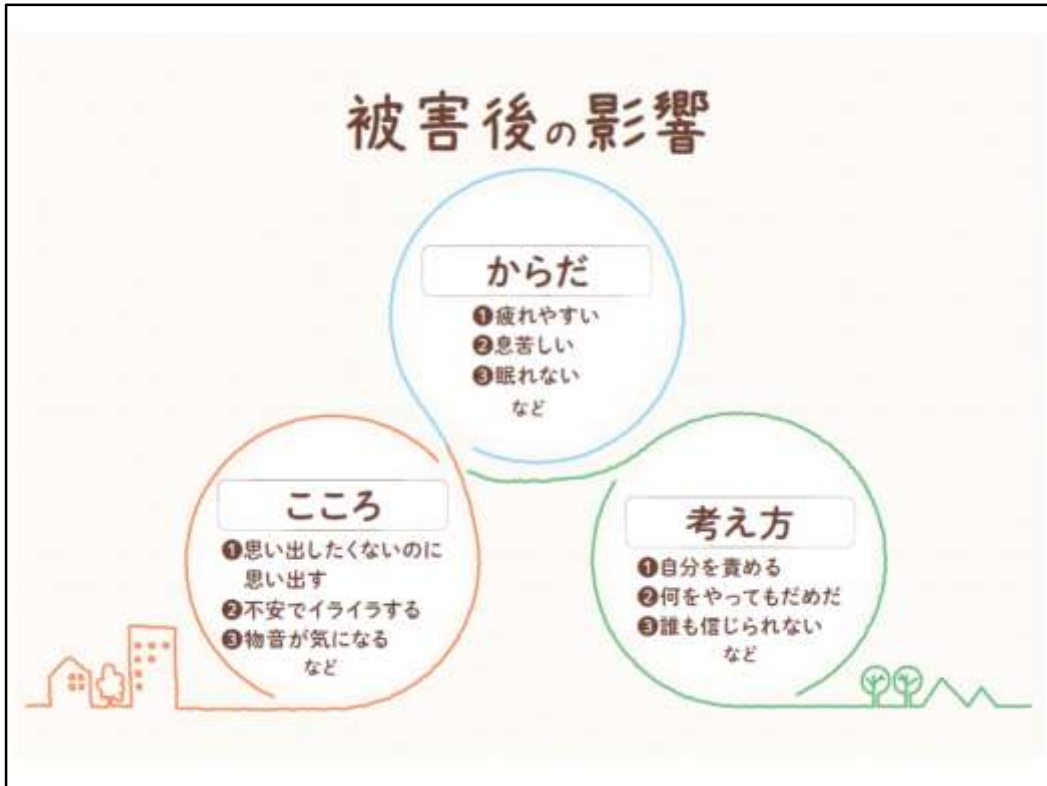 被害後の影響
からだ
❶疲れやすい
❷息苦しい
❸眠れない
など
こころ
❶思い出したくないのに
思い出す
❷不安でイライラする
❸物音が気になる
など
考え方
❶自分を責める
❷何をやってもだめだ
❸誰も信じられない
など